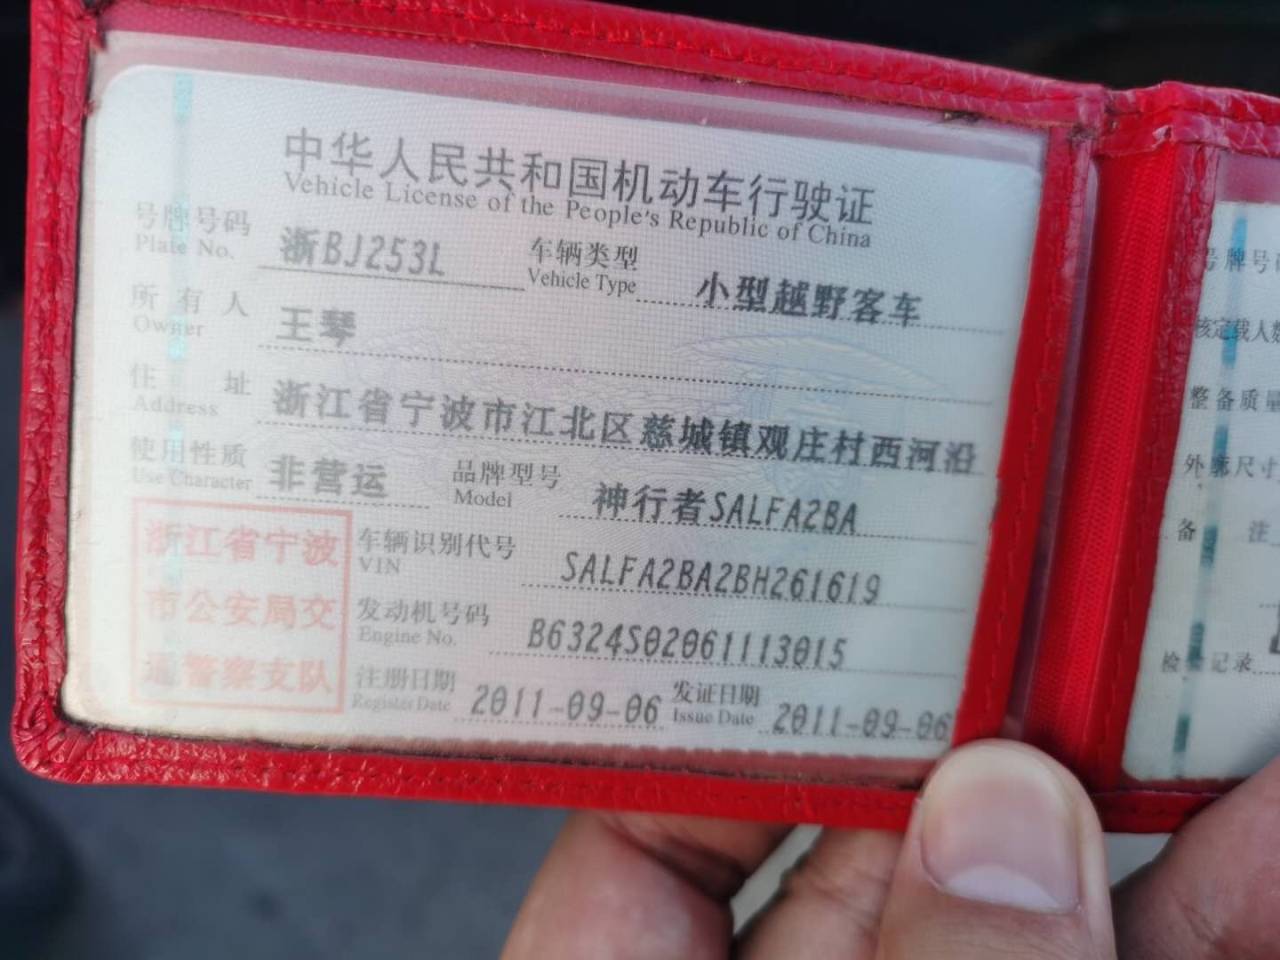 中华人民共和国机动车行驶证
Vehicle License of the People's Republic of China
号牌号码 浙BJ253L 车辆类型 小型越野客车
Plate No. Vehicle Type
所有人 王琴
Owner
住址 浙江省宁波市江北区慈城镇观庄村西河沿
Address
使用性质 非营运 品牌型号 神行者SALFA2BA
Use Character Model
浙江省宁波
市公安局交
通警察支队
车辆识别代号 SALFA2BA2BH261619
VIN
发动机号码 B6324S02061113015
Engine No.
注册日期 2011-09-06 发证日期 2011-09-06
Register Date Issue Date
号牌号
核定载人数
整备质量
外廓尺寸
备 注
检验记录